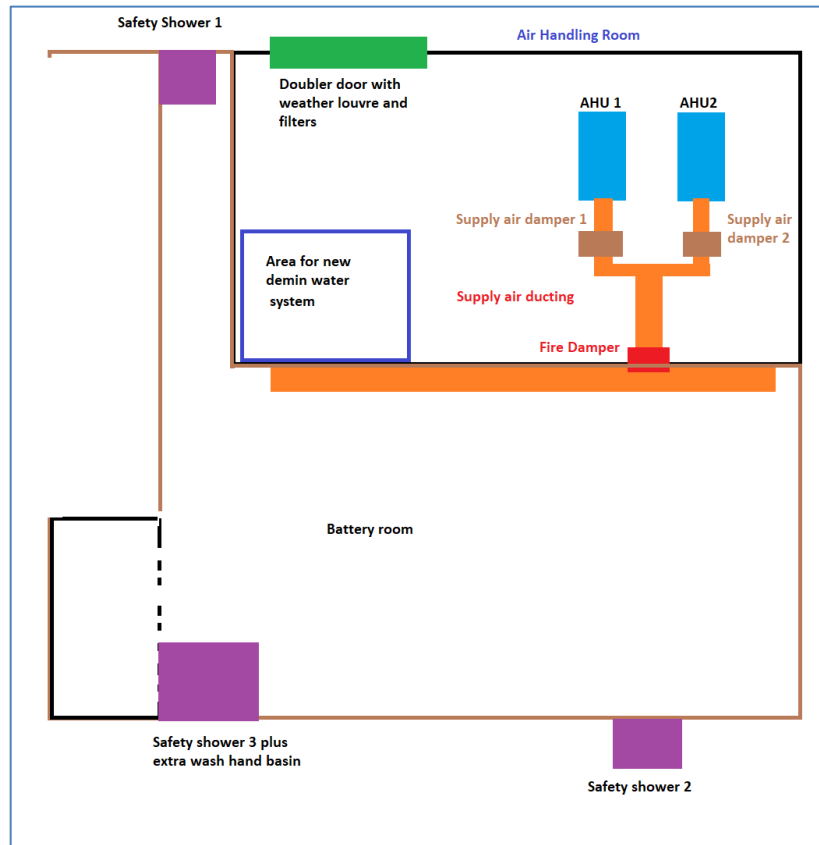 Safety Shower 1
Air Handling Room
Doubler door with
weather louvre and
filters
AHU 1
AHU2
Supply air damper 1
Supply air
damper 2
Area for new
demin water
system
Supply air ducting
Fire Damper
Battery room
Safety shower 3 plus
extra wash hand basin
Safety shower 2